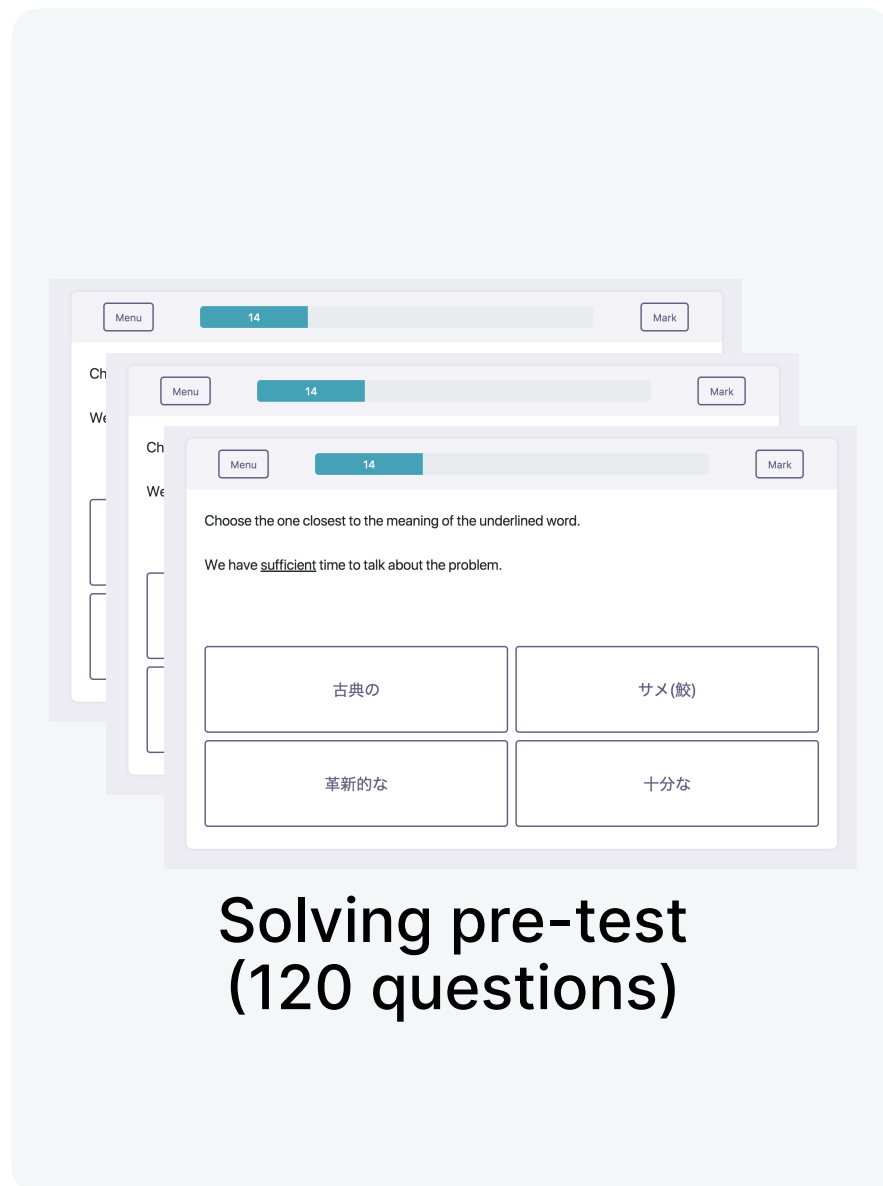 Menu
14
Mark
Ch
We
Menu
14
Mark
Ch
We
Menu
14
Mark
Choose the one closest to the meaning of the underlined word.
We have sufficient time to talk about the problem.
古典の
サメ(鮫)
革新的な
十分な
Solving pre-test
(120 questions)